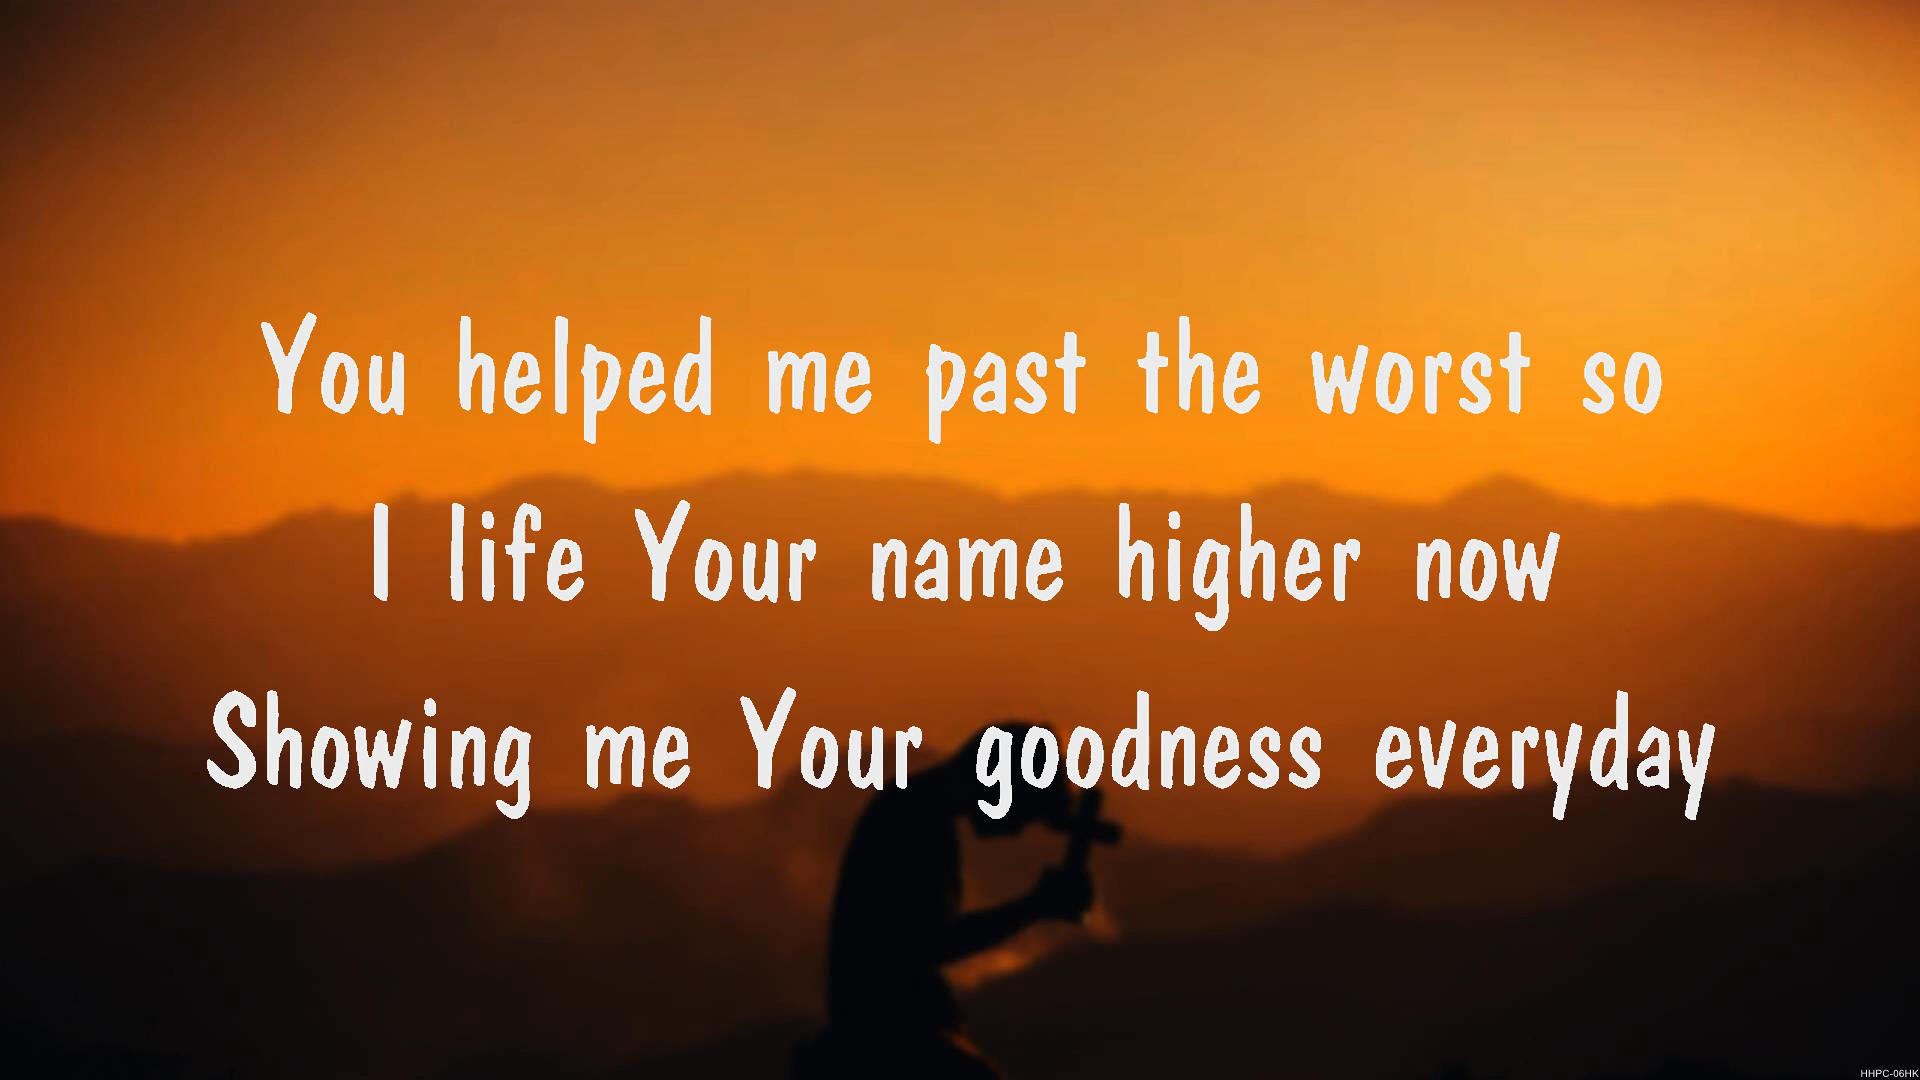 You helped me past the worst so
I life Your name higher now
Showing me Your goodness everyday
HHPC-06HK